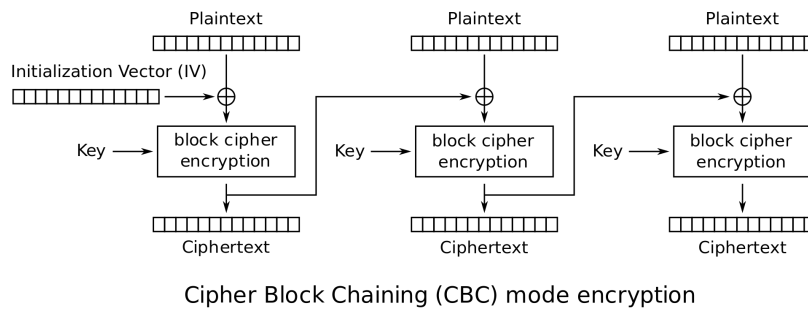 Plaintext
Plaintext
Plaintext
Initialization Vector (IV)
Key
block cipher
encryption
Key
block cipher
encryption
Key
block cipher
encryption
Ciphertext
Ciphertext
Ciphertext
Cipher Block Chaining (CBC) mode encryption